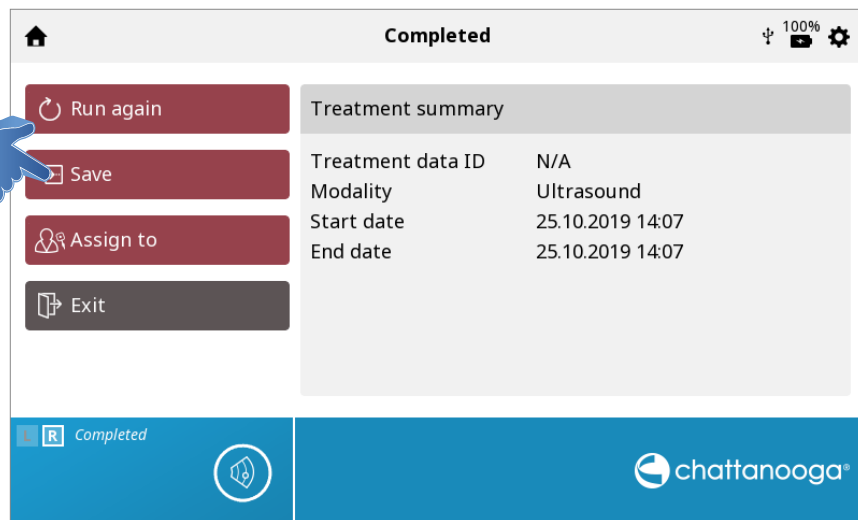 Completed
100%
Run again
Save
Assign to
Exit
Treatment summary
Treatment data ID N/A
Modality Ultrasound
Start date 25.10.2019 14:07
End date 25.10.2019 14:07
L R Completed
chattanooga®